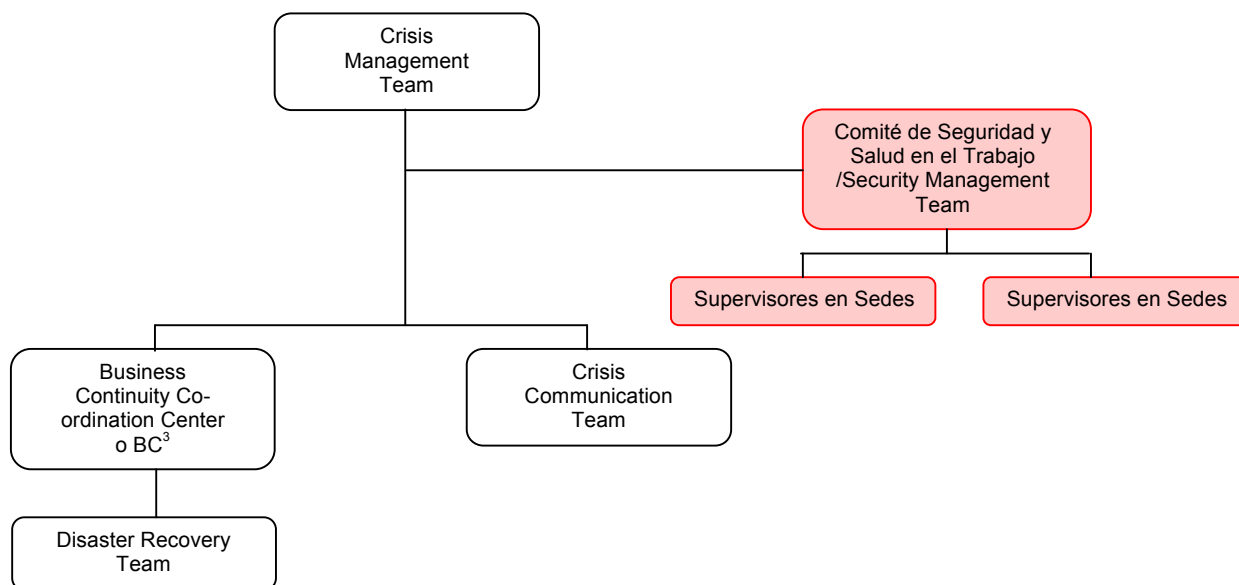 Crisis
Management
Team
Comité de Seguridad y
Salud en el Trabajo
/Security Management
Team
Supervisores en Sedes
Supervisores en Sedes
Business
Continuity Co-
ordination Center
o BC³
Crisis
Communication
Team
Disaster Recovery
Team